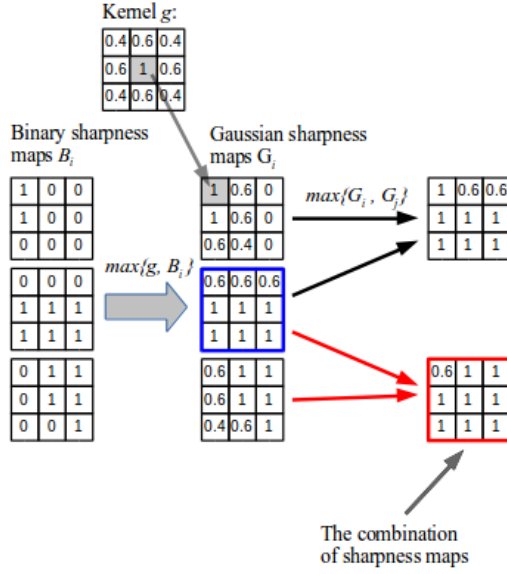 Kernel g:
0.4 0.6 0.4
0.6 1 0.6
0.4 0.6 0.4
Binary sharpness
maps Bi
Gaussian sharpness
maps Gi
1 0 0
1 0 0
0 0 0
1 0.6 0
1 0.6 0
0.6 0.4 0
max{Gi , Gj}
1 0.6 0.6
1 1 1
1 1 1
max{g, Bi}
0 0 0
1 1 1
1 1 1
0.6 0.6 0.6
1 1 1
1 1 1
0 1 1
0 1 1
0 0 1
0.6 1 1
0.6 1 1
0.4 0.6 1
0.6 1 1
1 1 1
1 1 1
The combination
of sharpness maps